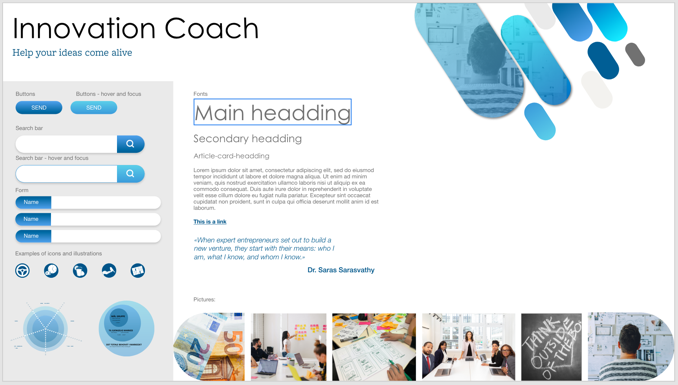 Innovation Coach
Help your ideas come alive
Buttons
Buttons - hover and focus
SEND
SEND
Search bar
Search bar - hover and focus
Form
Name
Name
Name
Examples of icons and illustrations
Fonts
Main headding
Secondary headding
Article-card-headding
Lorem ipsum dolor sit amet, consectetur adipiscing elit, sed do eiusmod
tempor incididunt ut labore et dolore magna aliqua. Ut enim ad minim
veniam, quis nostrud exercitation ullamco laboris nisi ut aliquip ex ea
commodo consequat. Duis aute irure dolor in reprehenderit in voluptate
velit esse cillum dolore eu fugiat nulla pariatur. Excepteur sint occaecat
cupidatat non proident, sunt in culpa qui officia deserunt mollit anim id est
laborum.
This is a link
«When expert entrepreneurs set out to build a
new venture, they start with their means: who I
am, what I know, and whom I know.»
Dr. Saras Sarasvathy
Pictures:
THINK
OUTSIDE
OF THE
BOX